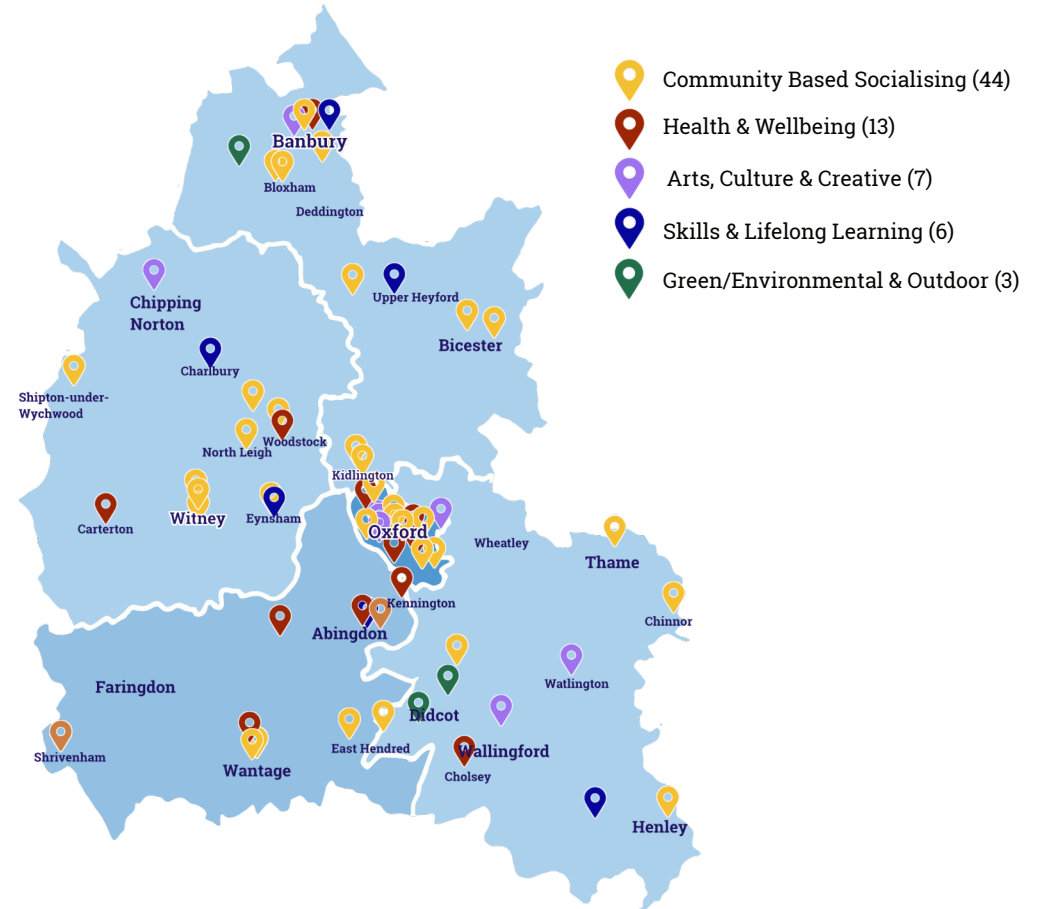 Community Based Socialising (44)
Health & Wellbeing (13)
Arts, Culture & Creative (7)
Skills & Lifelong Learning (6)
Green/Environmental & Outdoor (3)
Banbury
Bloxham
Deddington
Upper Heyford
Chipping
Norton
Bicester
Charlbury
Shipton-under-
Wychwood
Woodstock
North Leigh
Kidlington
Witney
Eynsham
Carterton
Oxford
Wheatley
Thame
Kennington
Chinnor
Abingdon
Watlington
Faringdon
Didcot
East Hendred
Wallingford
Shrivenham
Wantage
Cholsey
Henley